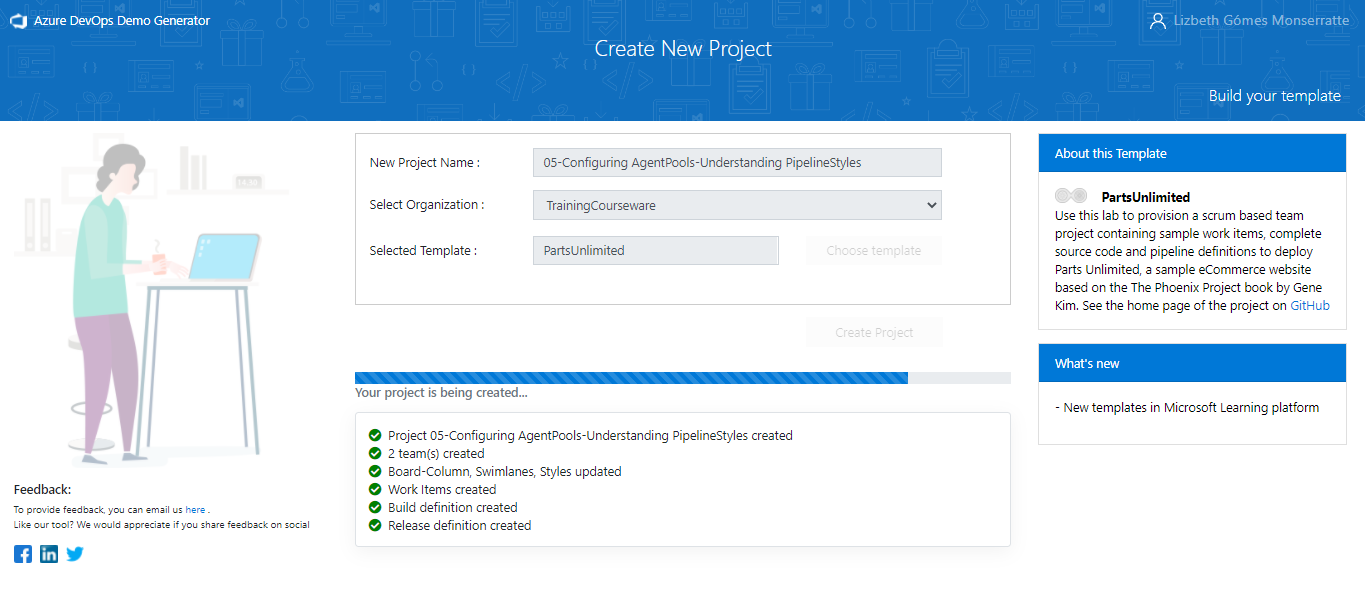 Azure DevOps Demo Generator
Lizbeth Gómes Monserratte
Create New Project
Build your template
New Project Name :
05-Configuring AgentPools-Understanding PipelineStyles
Select Organization :
TrainingCourseware
Selected Template :
PartsUnlimited
Choose template
Create Project
Your project is being created...
Project 05-Configuring AgentPools-Understanding PipelineStyles created
2 team(s) created
Board-Column, Swimlanes, Styles updated
Work Items created
Build definition created
Release definition created
About this Template
PartsUnlimited
Use this lab to provision a scrum based team
project containing sample work items, complete
source code and pipeline definitions to deploy
Parts Unlimited, a sample eCommerce website
based on the The Phoenix Project book by Gene
Kim. See the home page of the project on GitHub
What's new
- New templates in Microsoft Learning platform
Feedback:
To provide feedback, you can email us here .
Like our tool? We would appreciate if you share feedback on social